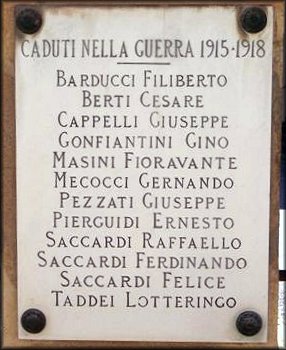 CADUTI NELLA GUERRA 1915·1918
BARDUCCI FILIBERTO
BERTI CESARE
CAPPELLI GIUSEPPE
GONFIANTINI GINO
MASINI FIORAVANTE
MECOCCI GERNANDO
PEZZATI GIUSEPPE
PIERGUIDI ERNESTO
SACCARDI RAFFAELLO
SACCARDI FERDINANDO
SACCARDI FELICE
TADDEI LOTTERINGO